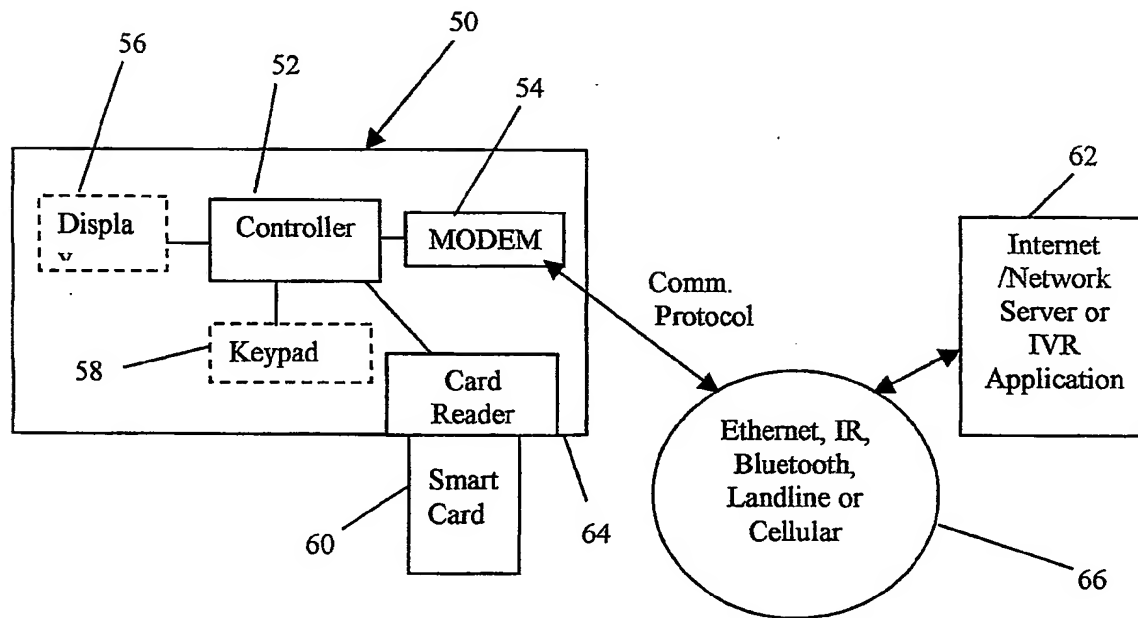 50
56
52
54
62
Displa
y
Controller
MODEM
Internet
/Network
Server or
IVR
Application
Comm.
Protocol
58
Keypad
Card
Reader
Ethernet, IR,
Bluetooth,
Landline or
Cellular
Smart
Card
60
64
66